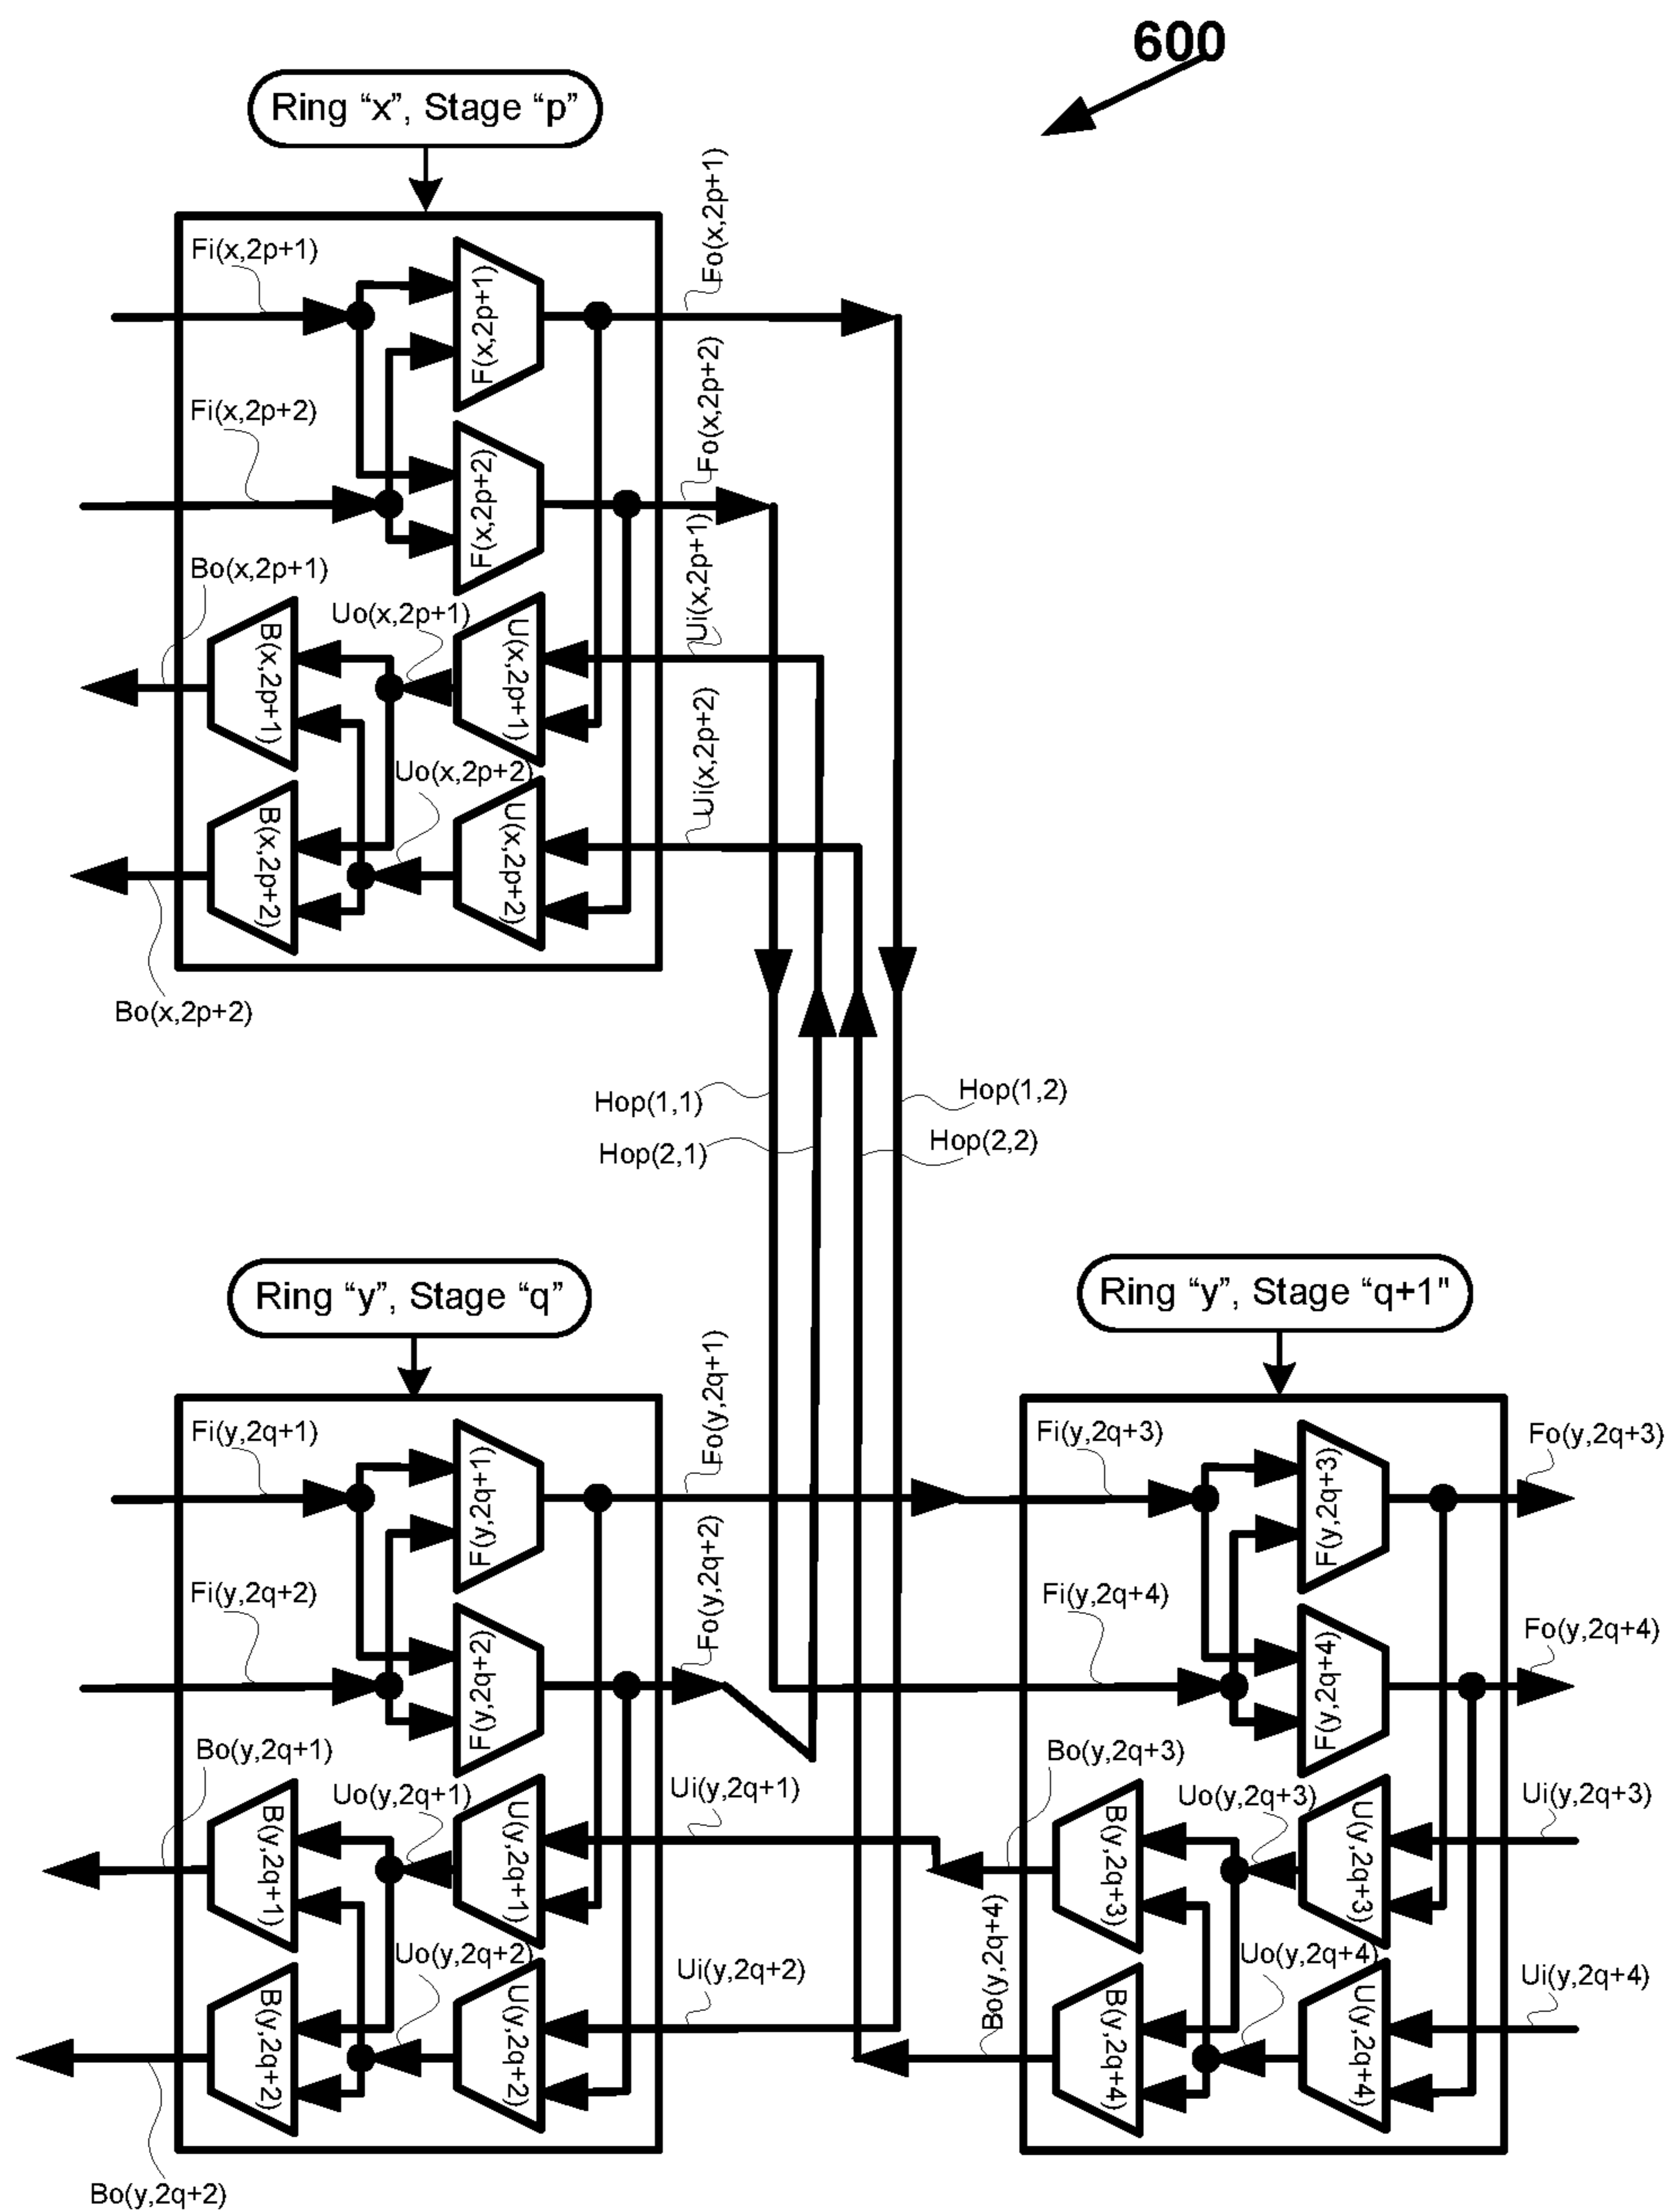 600
Ring “x”, Stage “p”
Fi(x,2p+1)
F(x,2p+1)
Fo(x,2p+1)
Fi(x,2p+2)
F(x,2p+2)
Fo(x,2p+2)
Bo(x,2p+1)
B(x,2p+1)
Uo(x,2p+1)
U(x,2p+1)
Ui(x,2p+1)
B(x,2p+2)
Uo(x,2p+2)
U(x,2p+2)
Ui(x,2p+2)
Bo(x,2p+2)
Hop(1,1)
Hop(1,2)
Hop(2,1)
Hop(2,2)
Ring “y”, Stage “q”
Fi(y,2q+1)
F(y,2q+1)
Fo(y,2q+1)
Fi(y,2q+2)
F(y,2q+2)
Fo(y,2q+2)
Bo(y,2q+1)
B(y,2q+1)
Uo(y,2q+1)
U(y,2q+1)
Ui(y,2q+1)
B(y,2q+2)
Uo(y,2q+2)
U(y,2q+2)
Ui(y,2q+2)
Bo(y,2q+2)
Ring “y”, Stage “q+1"
Fi(y,2q+3)
F(y,2q+3)
Fo(y,2q+3)
Fi(y,2q+4)
F(y,2q+4)
Fo(y,2q+4)
Bo(y,2q+3)
B(y,2q+3)
Uo(y,2q+3)
U(y,2q+3)
Ui(y,2q+3)
Bo(y,2q+4)
B(y,2q+4)
Uo(y,2q+4)
U(y,2q+4)
Ui(y,2q+4)